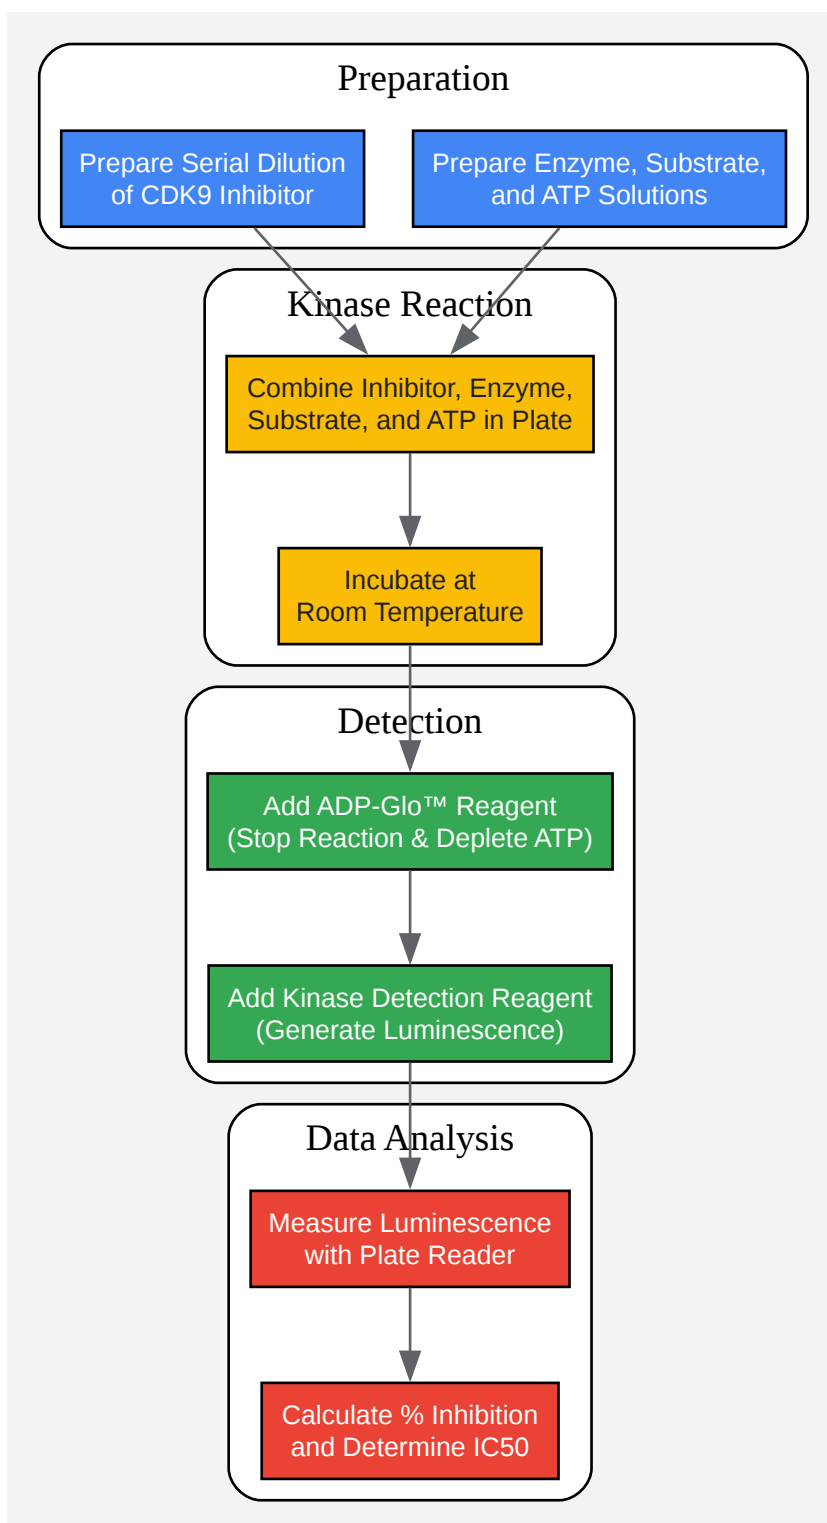 Preparation
Prepare Serial Dilution
of CDK9 Inhibitor
Prepare Enzyme, Substrate,
and ATP Solutions
Kinase Reaction
Combine Inhibitor, Enzyme,
Substrate, and ATP in Plate
Incubate at
Room Temperature
Detection
Add ADP-Glo™ Reagent
(Stop Reaction & Deplete ATP)
Add Kinase Detection Reagent
(Generate Luminescence)
Data Analysis
Measure Luminescence
with Plate Reader
Calculate % Inhibition
and Determine IC50